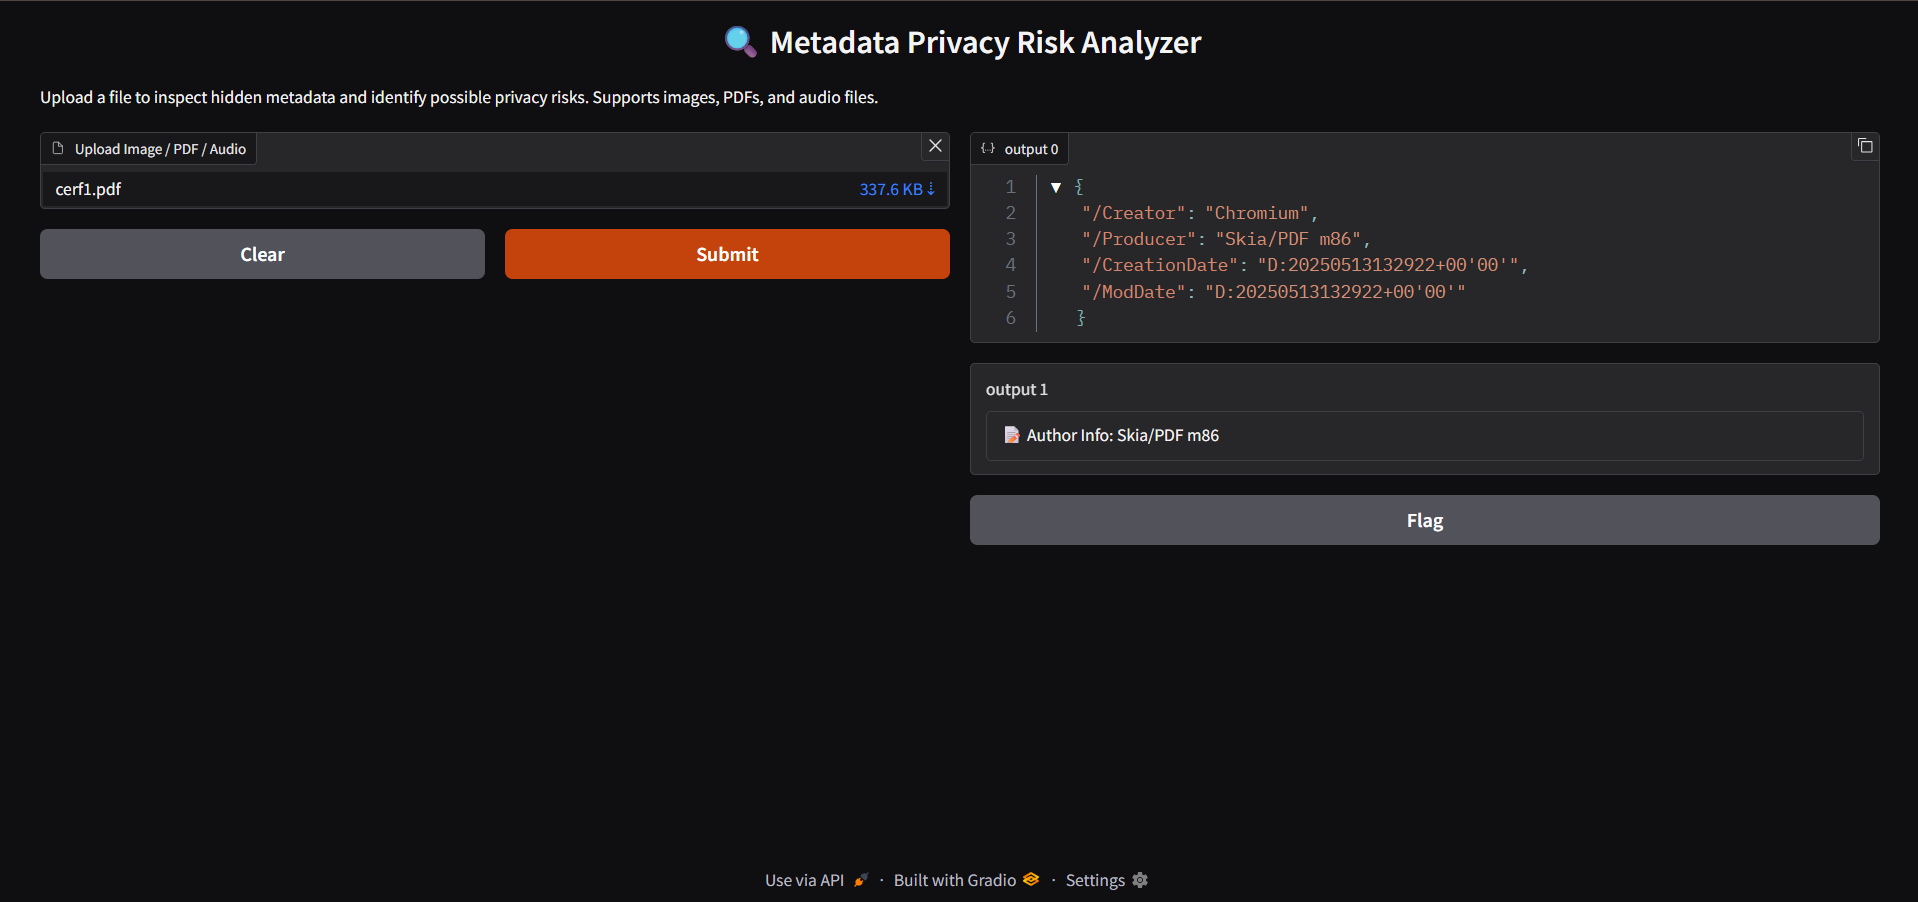 Metadata Privacy Risk Analyzer
Upload a file to inspect hidden metadata and identify possible privacy risks. Supports images, PDFs, and audio files.
Upload Image / PDF / Audio
cerf1.pdf 337.6 KB ⇣
Clear Submit
{..} output 0
1 ▼ {
2 "/Creator": "Chromium",
3 "/Producer": "Skia/PDF m86",
4 "/CreationDate": "D:20250513132922+00'00'",
5 "/ModDate": "D:20250513132922+00'00'"
6 }
output 1
Author Info: Skia/PDF m86
Flag
Use via API · Built with Gradio · Settings